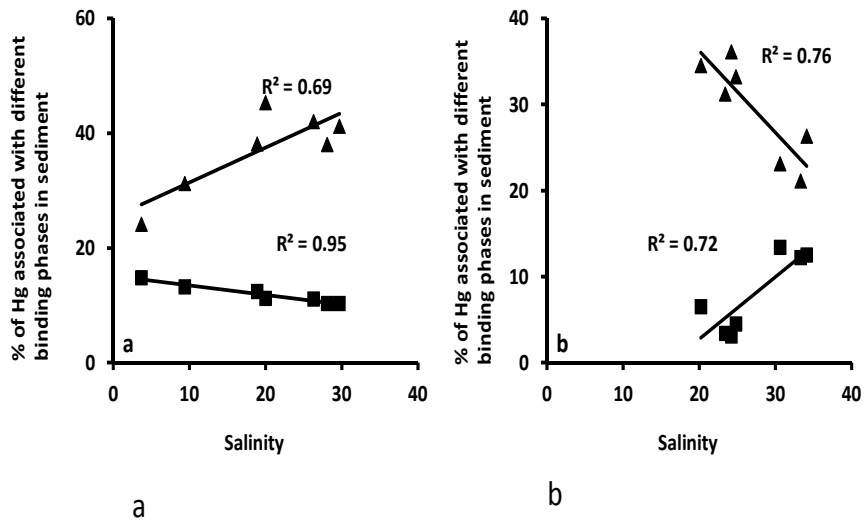 % of Hg associated with different
binding phases in sediment
60
40
20
0
R² = 0.69
R² = 0.95
a
0 10 20 30 40
Salinity
a
% of Hg associated with different
binding phases in sediment
40
30
20
10
0
R² = 0.76
R² = 0.72
b
0 10 20 30 40
Salinity
b